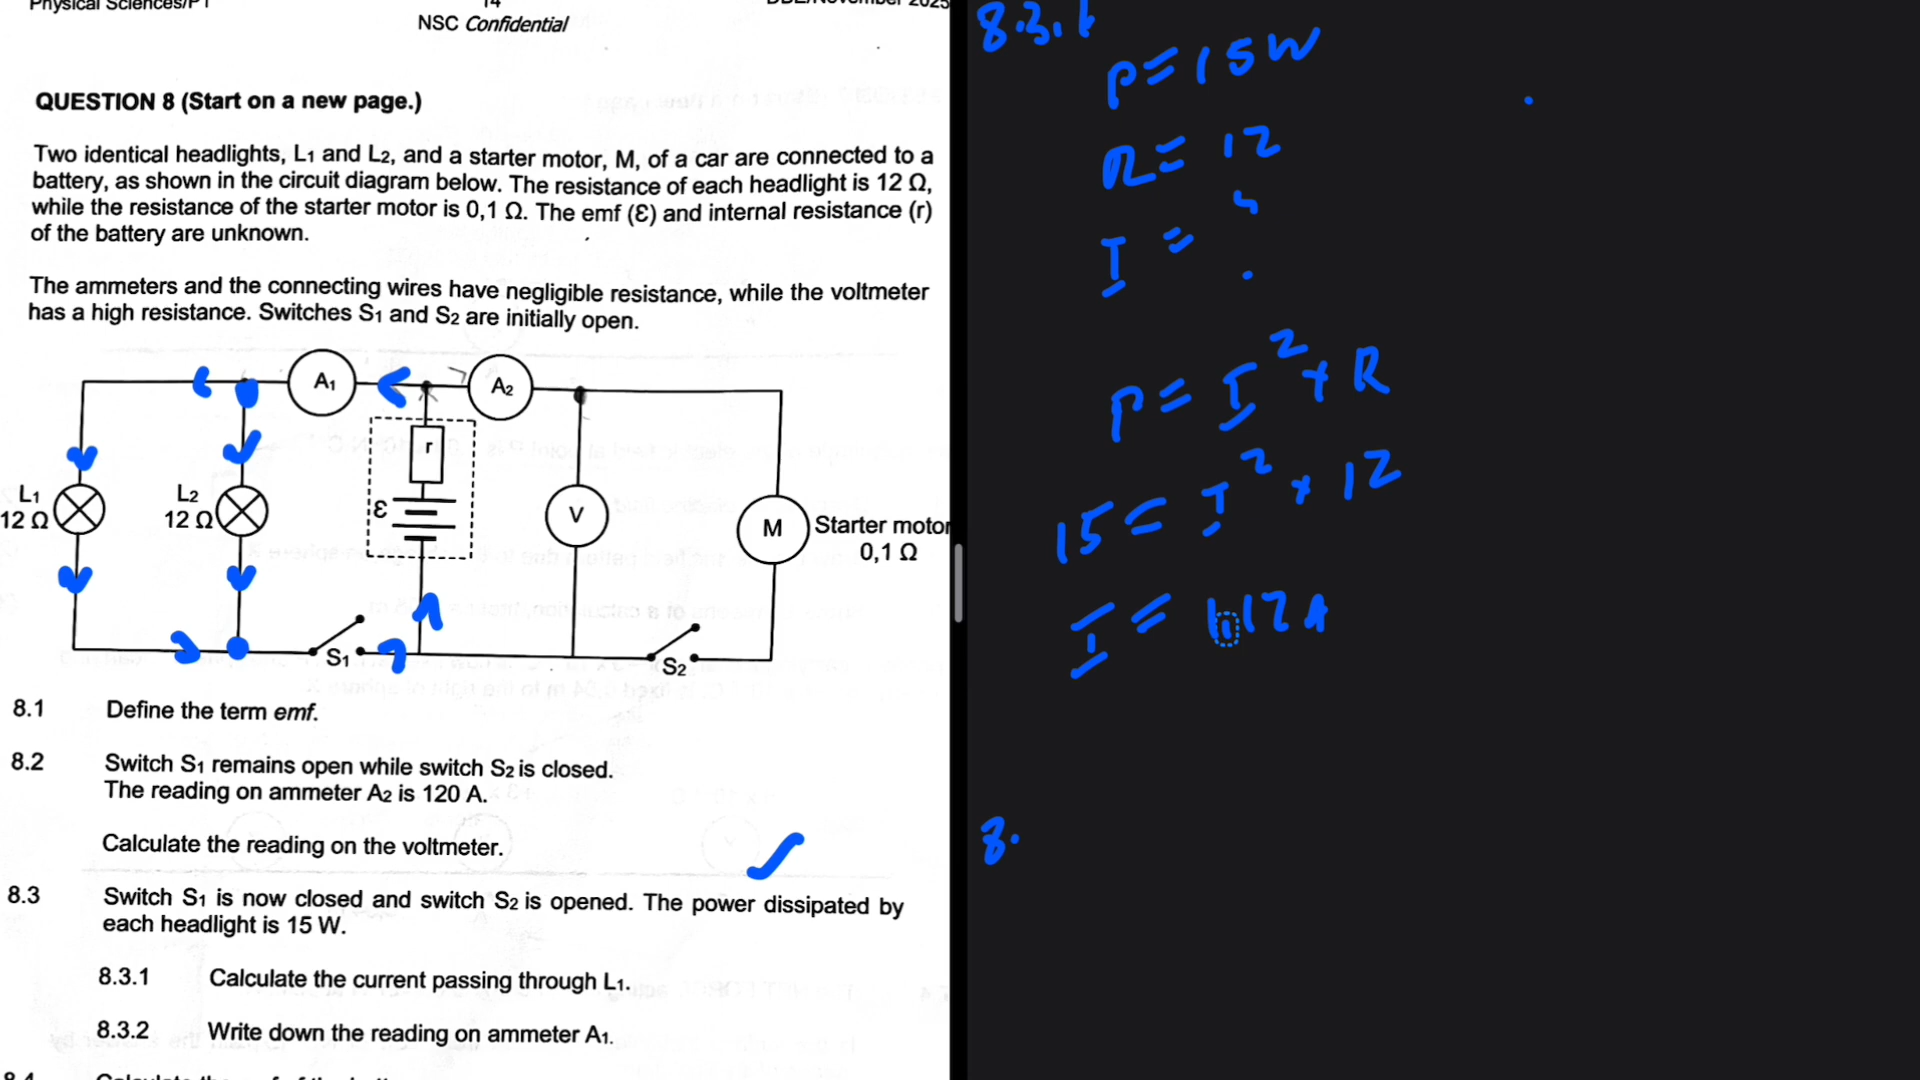 Physical Sciences/P1
14
DBE/November 2025
NSC Confidential
QUESTION 8 (Start on a new page.)
Two identical headlights, L1 and L2, and a starter motor, M, of a car are connected to a
battery, as shown in the circuit diagram below. The resistance of each headlight is 12 Ω,
while the resistance of the starter motor is 0,1 Ω. The emf (Ɛ) and internal resistance (r)
of the battery are unknown.
The ammeters and the connecting wires have negligible resistance, while the voltmeter
has a high resistance. Switches S1 and S2 are initially open.
A1
A2
r
L1
12 Ω
L2
12 Ω
Ɛ
V
M
Starter motor
0,1 Ω
S1
S2
8.1 Define the term emf.
8.2 Switch S1 remains open while switch S2 is closed.
The reading on ammeter A2 is 120 A.
Calculate the reading on the voltmeter.
8.3 Switch S1 is now closed and switch S2 is opened. The power dissipated by
each headlight is 15 W.
8.3.1 Calculate the current passing through L1.
8.3.2 Write down the reading on ammeter A1.
8.3.1
P = 15W
R = 12
I = ?
P = I² × R
15 = I² × 12
I = 1,12A
8.